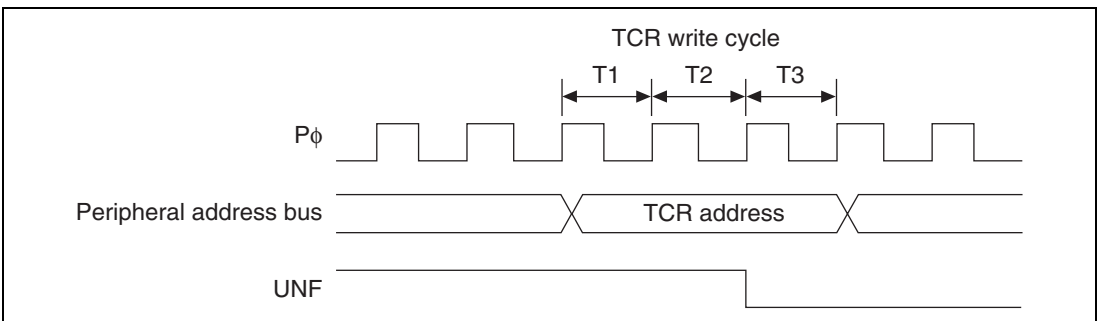 TCR write cycle
T1 T2 T3
Pϕ
Peripheral address bus
TCR address
UNF